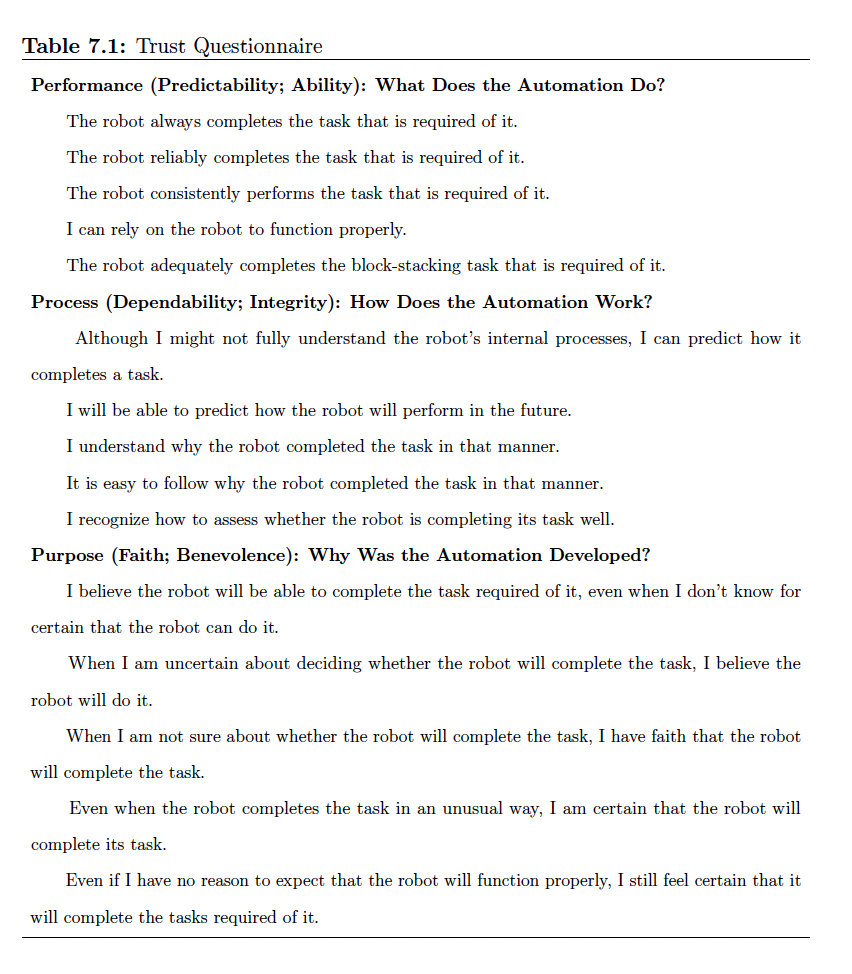 Table 7.1: Trust Questionnaire
Performance (Predictability; Ability): What Does the Automation Do?
The robot always completes the task that is required of it.
The robot reliably completes the task that is required of it.
The robot consistently performs the task that is required of it.
I can rely on the robot to function properly.
The robot adequately completes the block-stacking task that is required of it.
Process (Dependability; Integrity): How Does the Automation Work?
Although I might not fully understand the robot's internal processes, I can predict how it
completes a task.
I will be able to predict how the robot will perform in the future.
I understand why the robot completed the task in that manner.
It is easy to follow why the robot completed the task in that manner.
I recognize how to assess whether the robot is completing its task well.
Purpose (Faith; Benevolence): Why Was the Automation Developed?
I believe the robot will be able to complete the task required of it, even when I don't know for
certain that the robot can do it.
When I am uncertain about deciding whether the robot will complete the task, I believe the
robot will do it.
When I am not sure about whether the robot will complete the task, I have faith that the robot
will complete the task.
Even when the robot completes the task in an unusual way, I am certain that the robot will
complete its task.
Even if I have no reason to expect that the robot will function properly, I still feel certain that it
will complete the tasks required of it.